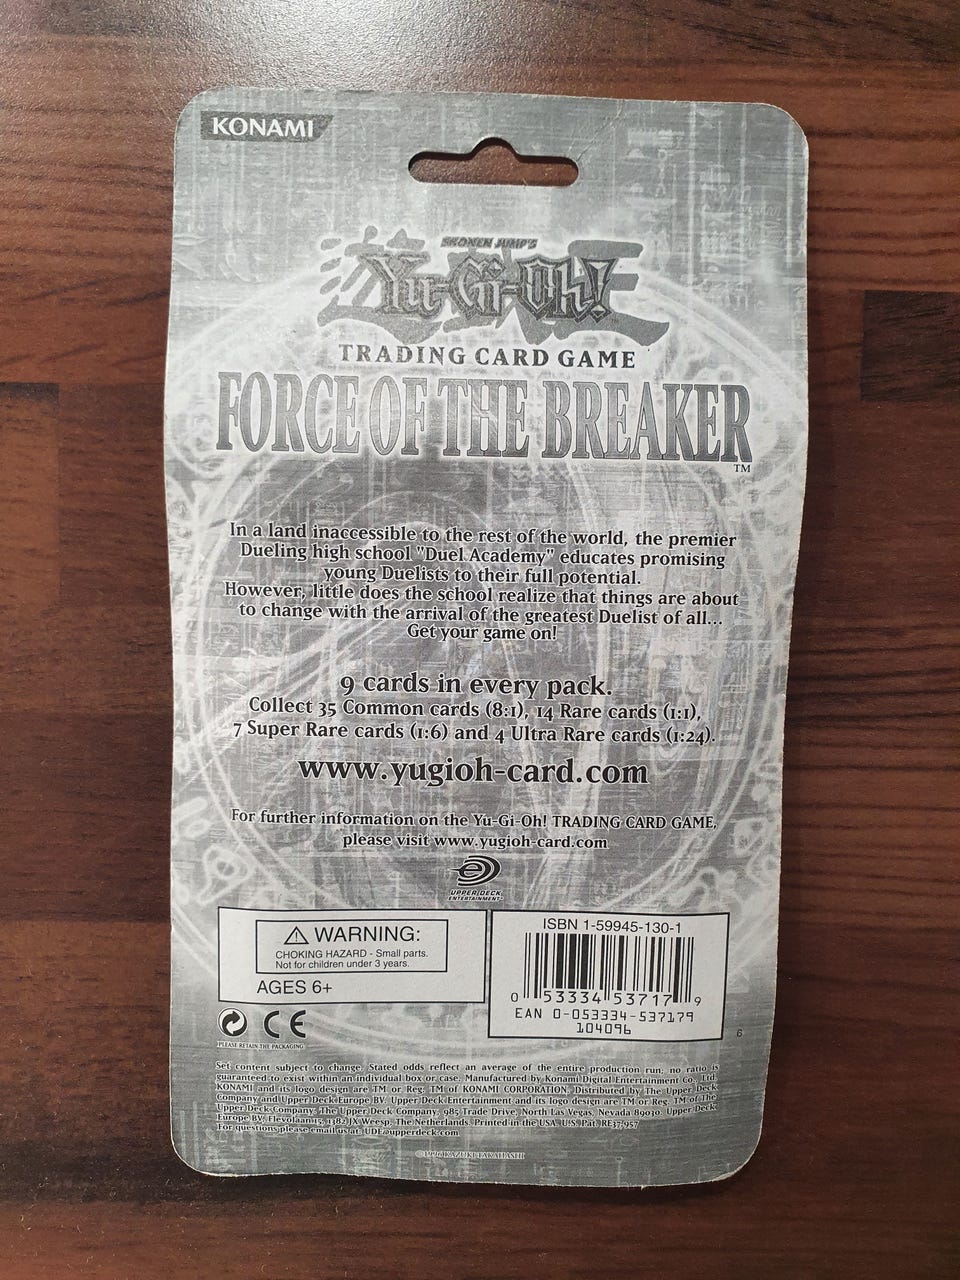 KONAMI
SHONEN JUMP'S
Yu-Gi-Oh!
TRADING CARD GAME
FORCE OF THE BREAKER
TM
In a land inaccessible to the rest of the world, the premier
Dueling high school "Duel Academy" educates promising
young Duelists to their full potential.
However, little does the school realize that things are about
to change with the arrival of the greatest Duelist of all...
Get your game on!
9 cards in every pack.
Collect 35 Common cards (8:1), 14 Rare cards (1:1),
7 Super Rare cards (1:6) and 4 Ultra Rare cards (1:24).
www.yugioh-card.com
For further information on the Yu-Gi-Oh! TRADING CARD GAME,
please visit www.yugioh-card.com
UPPER DECK
ENTERTAINMENT
⚠ WARNING:
CHOKING HAZARD - Small parts.
Not for children under 3 years.
AGES 6+
CE
PLEASE RETAIN THE PACKAGING
ISBN 1-59945-130-1
0 53334 53717 9
EAN 0-053334-537179
104096
6
Set content subject to change. Stated odds reflect an average of the entire production run, no ratio is
guaranteed to exist within an individual box or case. Manufactured by Konami Digital Entertainment Co., Ltd.
KONAMI and its logo design are TM or Reg. TM of KONAMI CORPORATION. Distributed by The Upper Deck
Company and Upper Deck Europe BV. Upper Deck Entertainment and its logo design are TM or Reg. TM of The
Upper Deck Company. The Upper Deck Company, 985 Trade Drive, North Las Vegas, Nevada 89030. Upper Deck
Europe BV, Flevolaan 15, 1382 JX Weesp, The Netherlands. Printed in the USA. U.S. Pat. RE37,957
For questions please email us at: UDE@upperdeck.com
©1996 KAZUKI TAKAHASHI